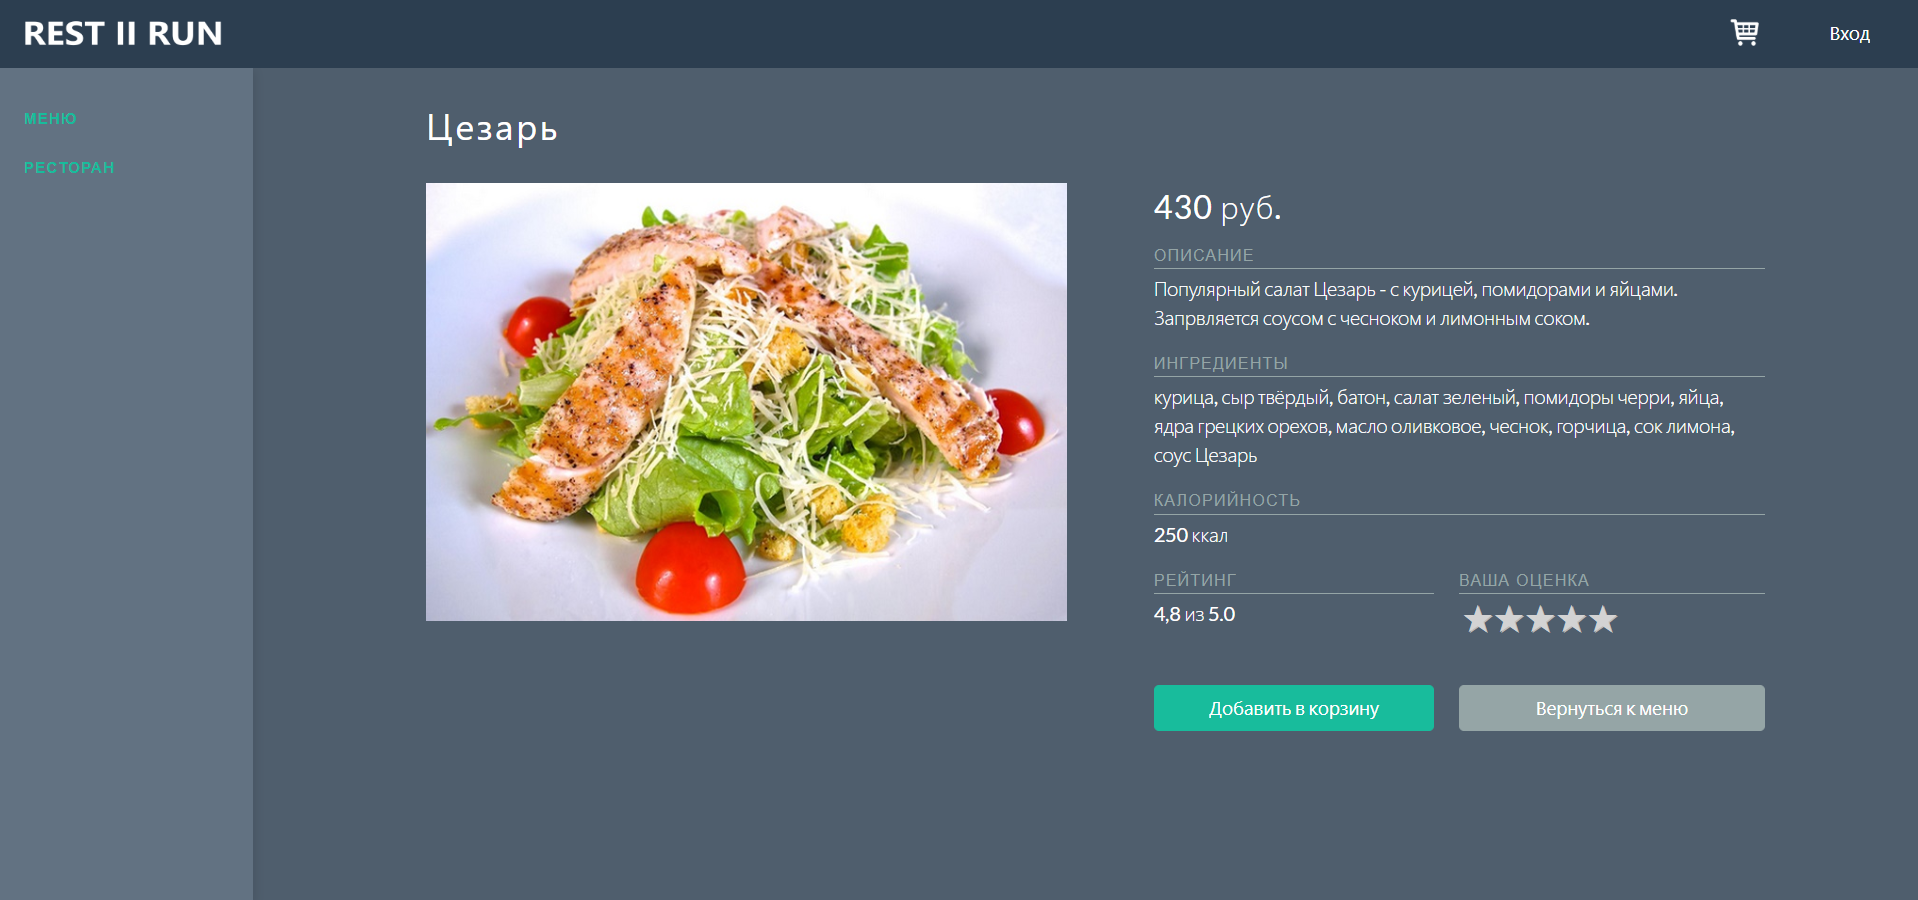 REST II RUN
Вход
МЕНЮ
РЕСТОРАН
Цезарь
430 руб.
ОПИСАНИЕ
Популярный салат Цезарь - с курицей, помидорами и яйцами.
Запрвляется соусом с чесноком и лимонным соком.
ИНГРЕДИЕНТЫ
курица, сыр твёрдый, батон, салат зеленый, помидоры черри, яйца,
ядра грецких орехов, масло оливковое, чеснок, горчица, сок лимона,
соус Цезарь
КАЛОРИЙНОСТЬ
250 ккал
РЕЙТИНГ
4,8 из 5.0
ВАША ОЦЕНКА
Добавить в корзину
Вернуться к меню